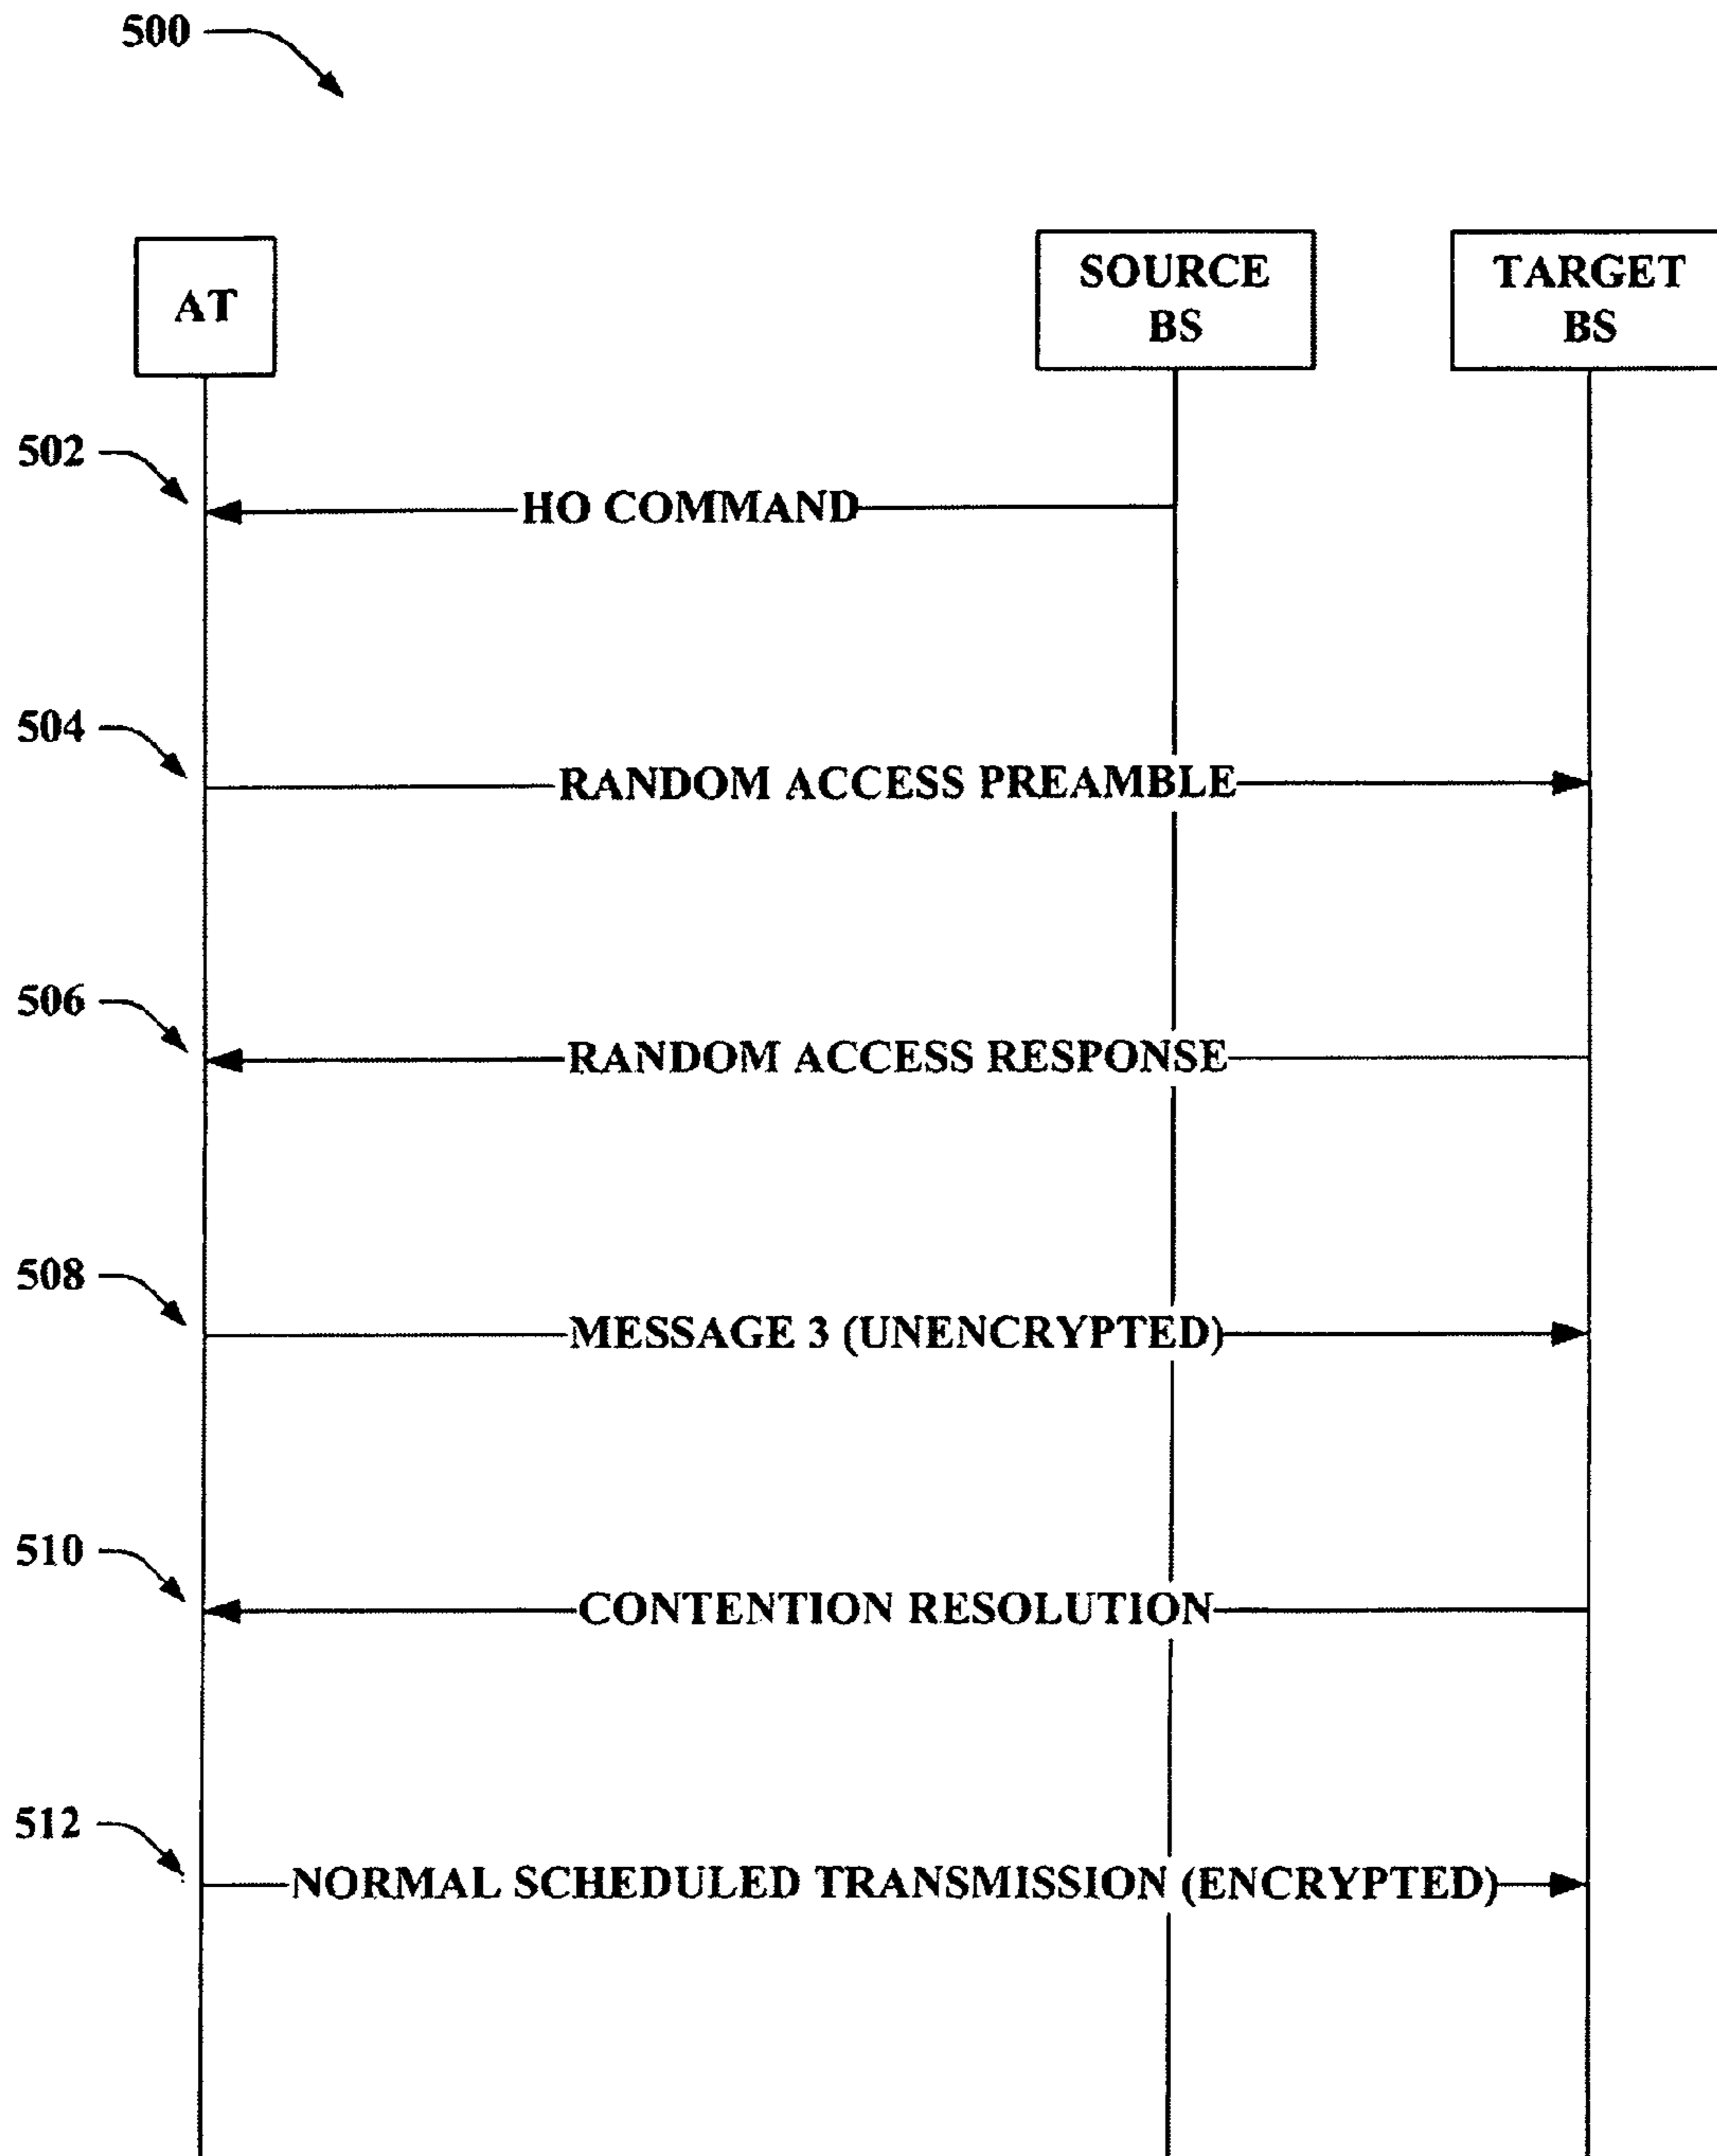 500
AT
SOURCE
BS
TARGET
BS
502
HO COMMAND
504
RANDOM ACCESS PREAMBLE
506
RANDOM ACCESS RESPONSE
508
MESSAGE 3 (UNENCRYPTED)
510
CONTENTION RESOLUTION
512
NORMAL SCHEDULED TRANSMISSION (ENCRYPTED)